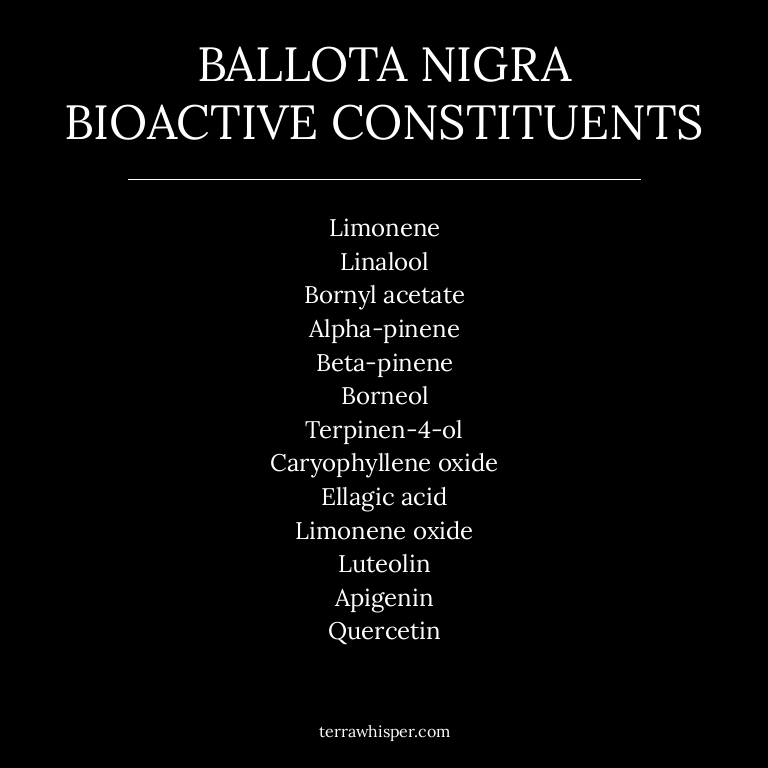 BALLOTA NIGRA
BIOACTIVE CONSTITUENTS
Limonene
Linalool
Bornyl acetate
Alpha-pinene
Beta-pinene
Borneol
Terpinen-4-ol
Caryophyllene oxide
Ellagic acid
Limonene oxide
Luteolin
Apigenin
Quercetin
terrawhisper.com